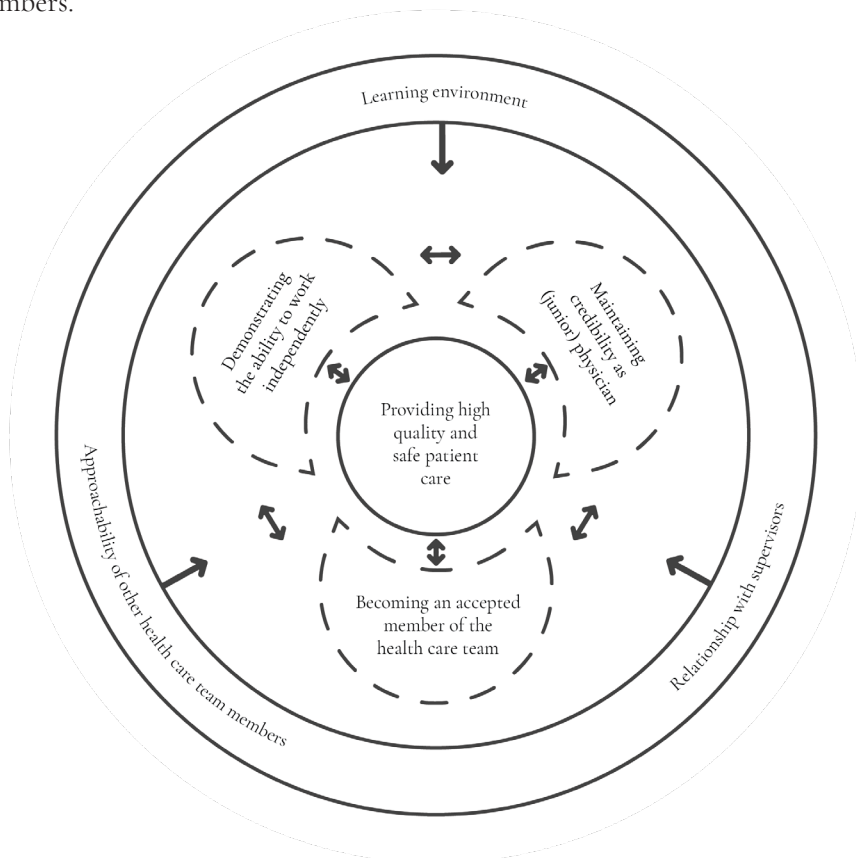 mbers.
Learning environment
Demonstrating
the ability to work
independently
Maintaining
credibility as
(junior) physician
Providing high
quality and
safe patient
care
Becoming an accepted
member of the
health care team
Approachability of other health care team members
Relationship with supervisors